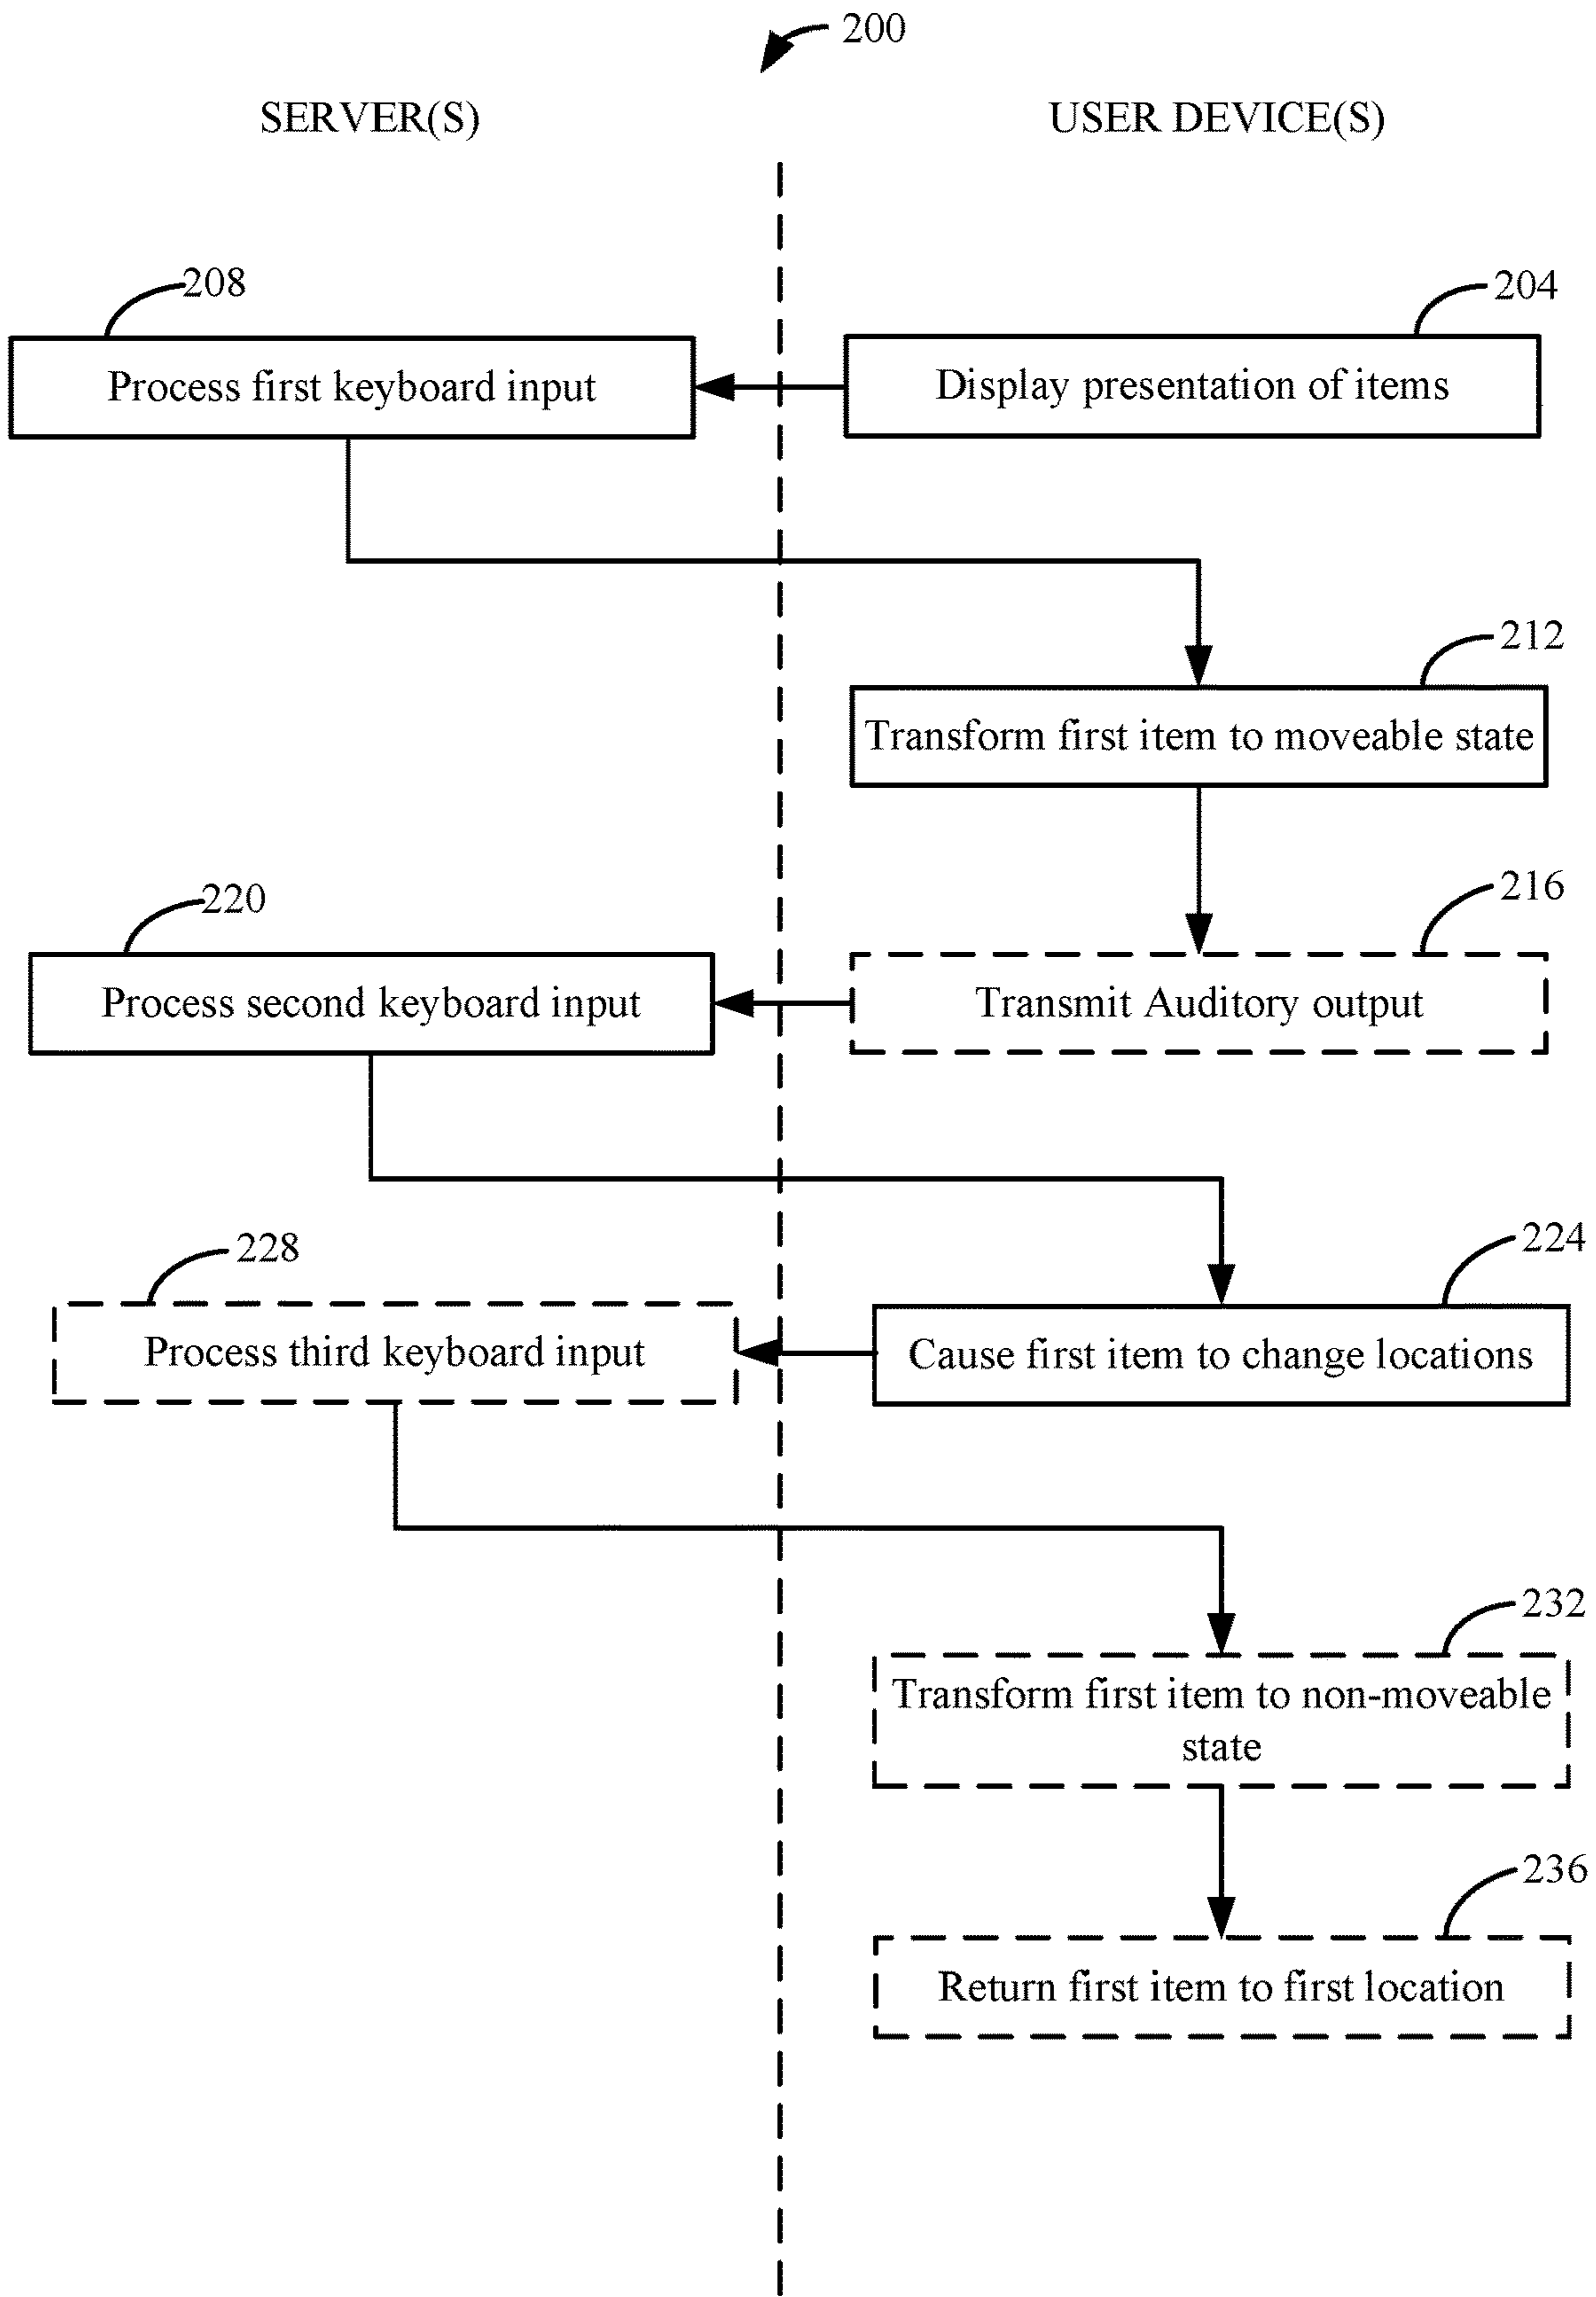 200
SERVER(S)
USER DEVICE(S)
208
204
Process first keyboard input
Display presentation of items
212
Transform first item to moveable state
216
220
Process second keyboard input
Transmit Auditory output
224
228
Process third keyboard input
Cause first item to change locations
232
Transform first item to non-moveable
state
236
Return first item to first location